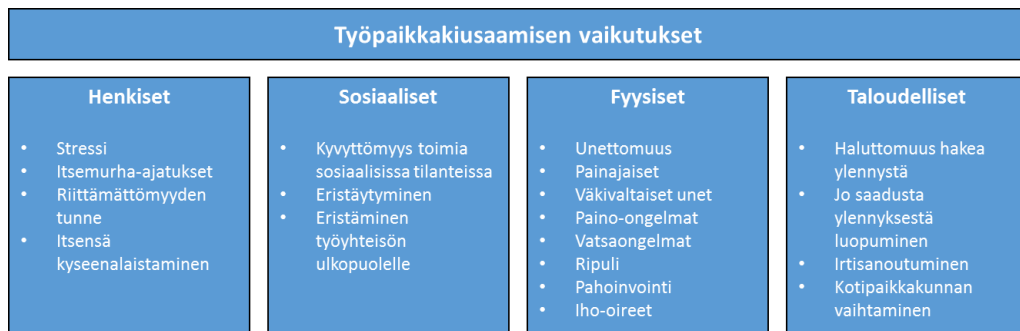 Työpaikkakiusaamisen vaikutukset
Henkiset
• Stressi
• Itsemurha-ajatukset
• Riittämättömyyden
tunne
• Itsensä
kyseenalaistaminen
Sosiaaliset
• Kyvyttömyys toimia
sosiaalisissa tilanteissa
• Eristäytyminen
• Eristäminen
työyhteisön
ulkopuolelle
Fyysiset
• Unettomuus
• Painajaiset
• Väkivaltaiset unet
• Paino-ongelmat
• Vatsaongelmat
• Ripuli
• Pahoinvointi
• Iho-oireet
Taloudelliset
• Haluttomuus hakea
ylennystä
• Jo saadusta
ylennyksestä
luopuminen
• Irtisanoutuminen
• Kotipaikkakunnan
vaihtaminen